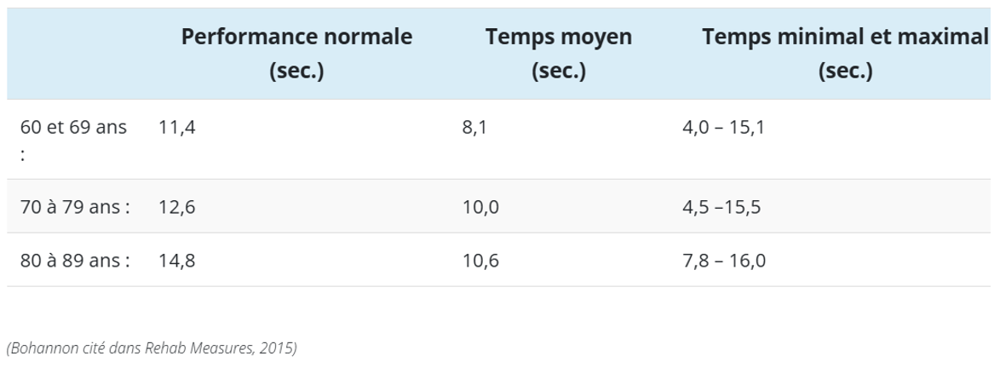 Performance normale Temps moyen Temps minimal et maximal
(sec.) (sec.) (sec.)
60 et 69 ans 11,4 8,1 4,0 – 15,1
:
70 à 79 ans : 12,6 10,0 4,5 –15,5
80 à 89 ans : 14,8 10,6 7,8 – 16,0
(Bohannon cité dans Rehab Measures, 2015)